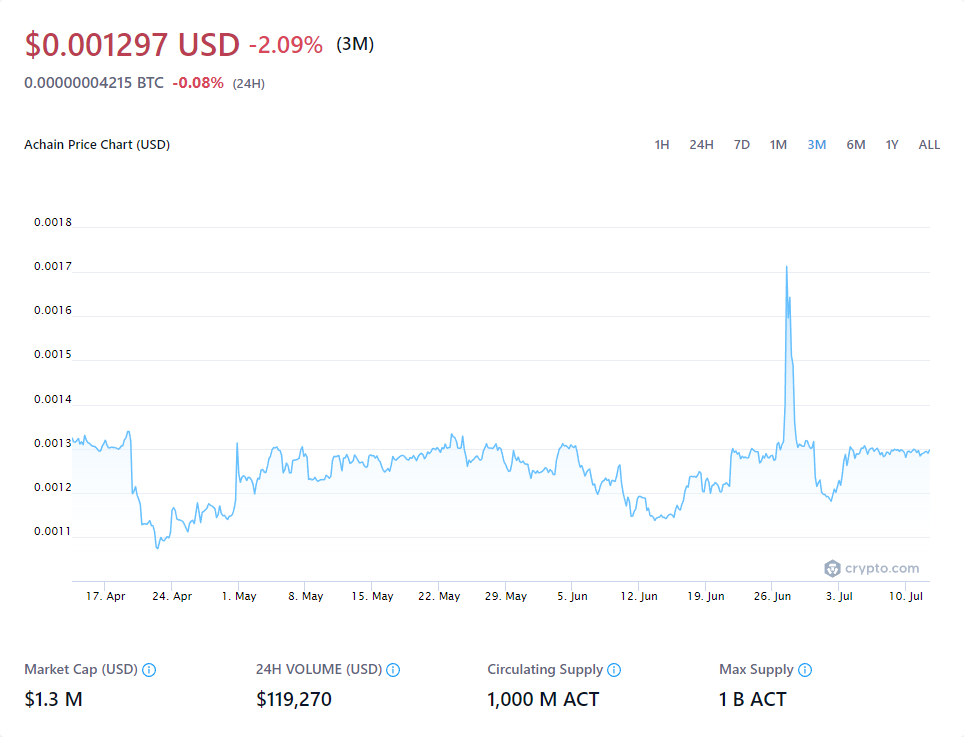 $0.001297 USD -2.09% (3M)
0.00000004215 BTC -0.08% (24H)
Achain Price Chart (USD) 1H 24H 7D 1M 3M 6M 1Y ALL
0.0018
0.0017
0.0016
0.0015
0.0014
0.0013
0.0012
0.0011
crypto.com
17. Apr 24. Apr 1. May 8. May 15. May 22. May 29. May 5. Jun 12. Jun 19. Jun 26. Jun 3. Jul 10. Jul
Market Cap (USD) 24H VOLUME (USD) Circulating Supply Max Supply
$1.3 M $119,270 1,000 M ACT 1 B ACT